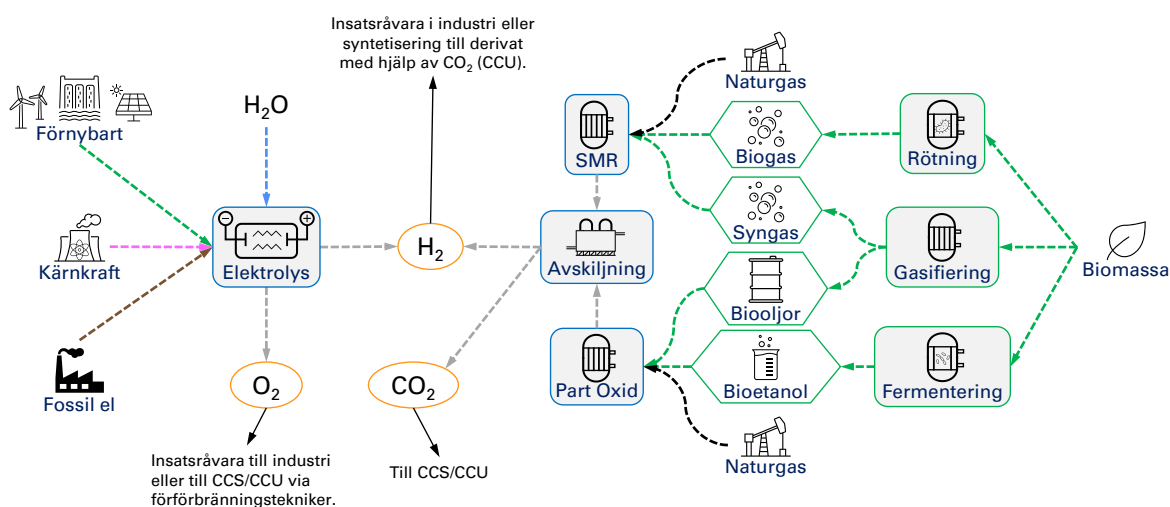 Insatsråvara i industri eller
syntetisering till derivat
med hjälp av CO₂ (CCU).
Förnybart
H₂O
Kärnkraft
Fossil el
Elektrolys
H₂
O₂
CO₂
Insatsråvara till industri
eller till CCS/CCU via
förförbränningstekniker.
Till CCS/CCU
Naturgas
SMR
Biogas
Rötning
Syngas
Avskiljning
Gasifiering
Biomassa
Biooljor
Part Oxid
Bioetanol
Fermentering
Naturgas